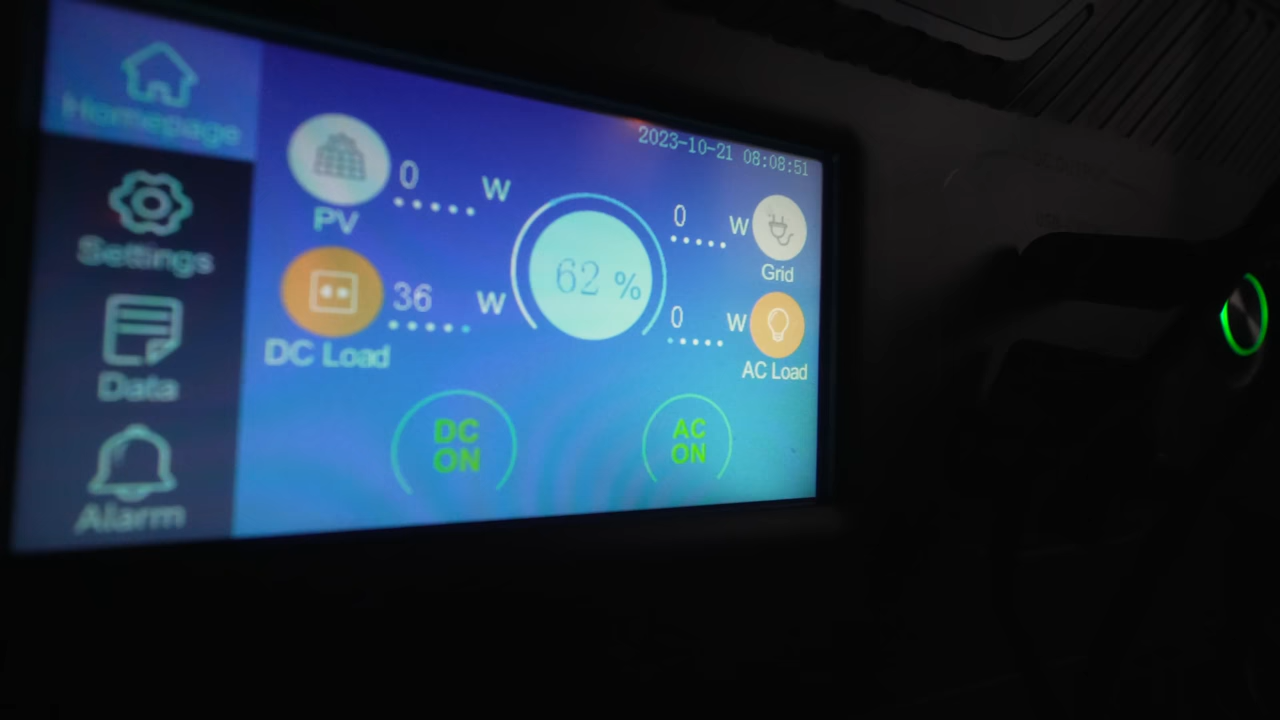 Homepage
Settings
Data
Alarm
2023-10-21 08:08:51
0 W
PV
36 W
DC Load
62 %
0 W
Grid
0 W
AC Load
DC
ON
AC
ON